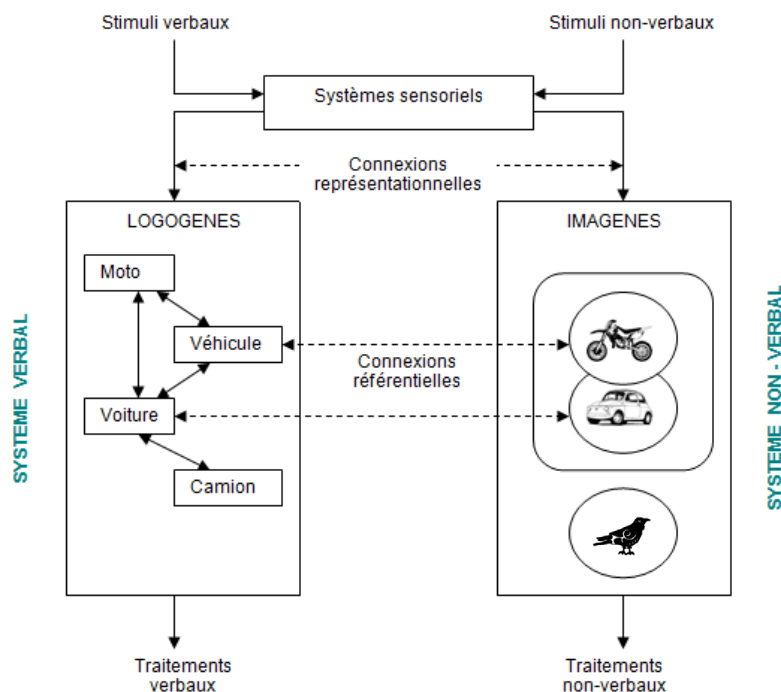 Stimuli verbaux
Stimuli non-verbaux
Systèmes sensoriels
Connexions
représentationnelles
LOGOGENES
IMAGENES
Moto
Véhicule
Connexions
référentielles
Voiture
Camion
SYSTEME VERBAL
SYSTEME NON - VERBAL
Traitements
verbaux
Traitements
non-verbaux